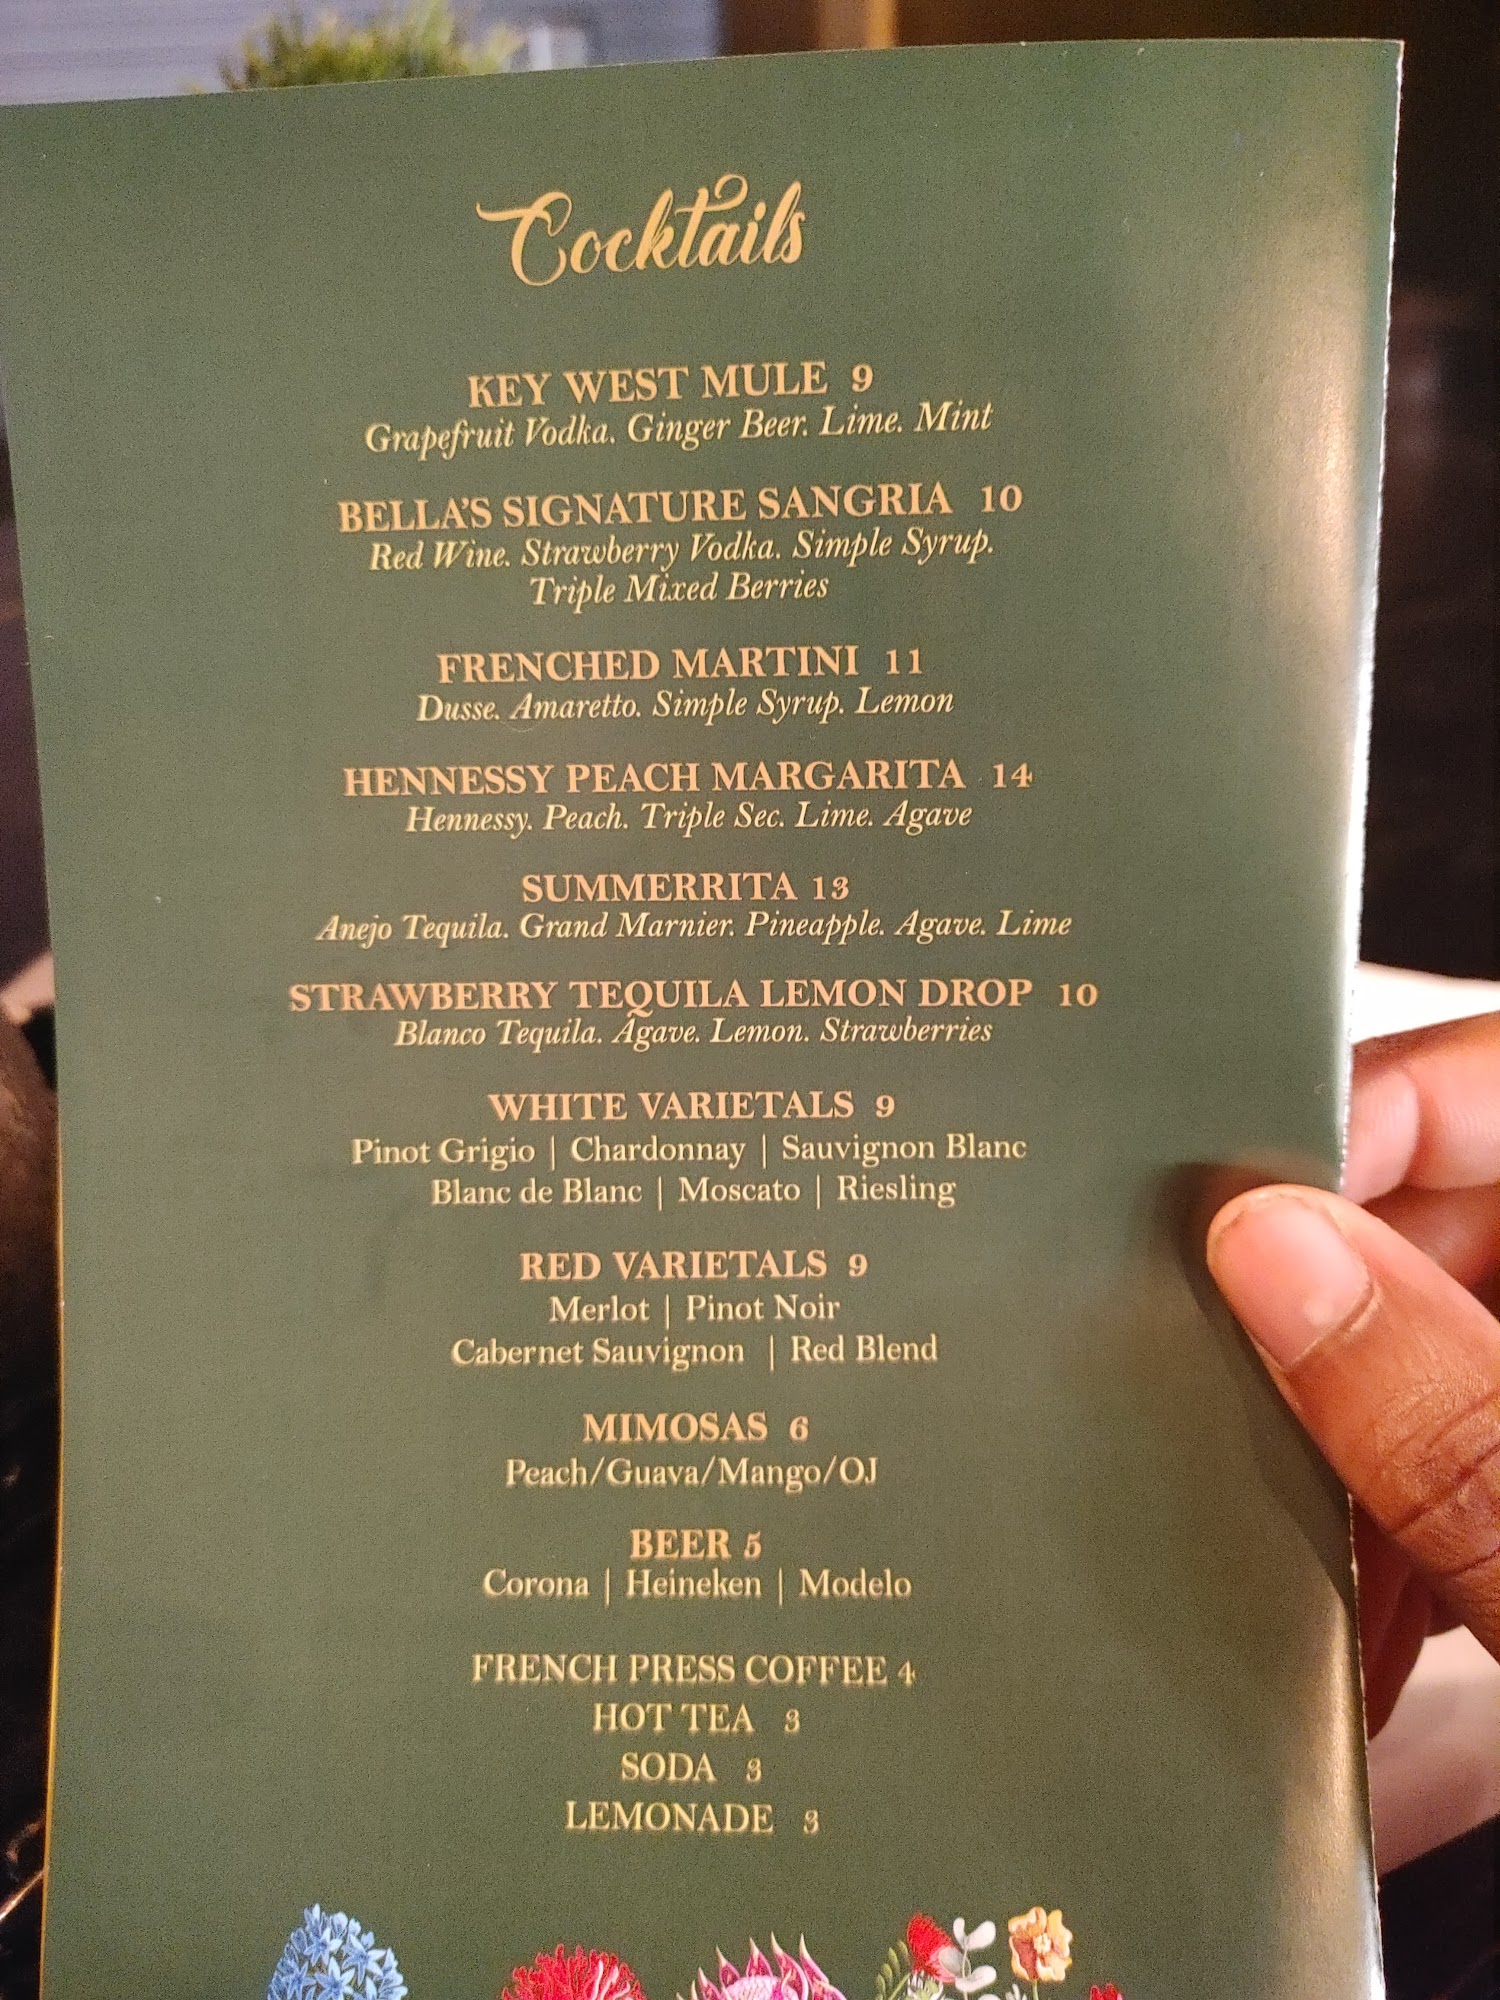 Cocktails
KEY WEST MULE 9
Grapefruit Vodka. Ginger Beer. Lime. Mint
BELLA'S SIGNATURE SANGRIA 10
Red Wine. Strawberry Vodka. Simple Syrup.
Triple Mixed Berries
FRENCHED MARTINI 11
Dusse. Amaretto. Simple Syrup. Lemon
HENNESSY PEACH MARGARITA 14
Hennessy. Peach. Triple Sec. Lime. Agave
SUMMERRITA 13
Anejo Tequila. Grand Marnier. Pineapple. Agave. Lime
STRAWBERRY TEQUILA LEMON DROP 10
Blanco Tequila. Agave. Lemon. Strawberries
WHITE VARIETALS 9
Pinot Grigio | Chardonnay | Sauvignon Blanc
Blanc de Blanc | Moscato | Riesling
RED VARIETALS 9
Merlot | Pinot Noir
Cabernet Sauvignon | Red Blend
MIMOSAS 6
Peach/Guava/Mango/OJ
BEER 5
Corona | Heineken | Modelo
FRENCH PRESS COFFEE 4
HOT TEA 3
SODA 3
LEMONADE 3